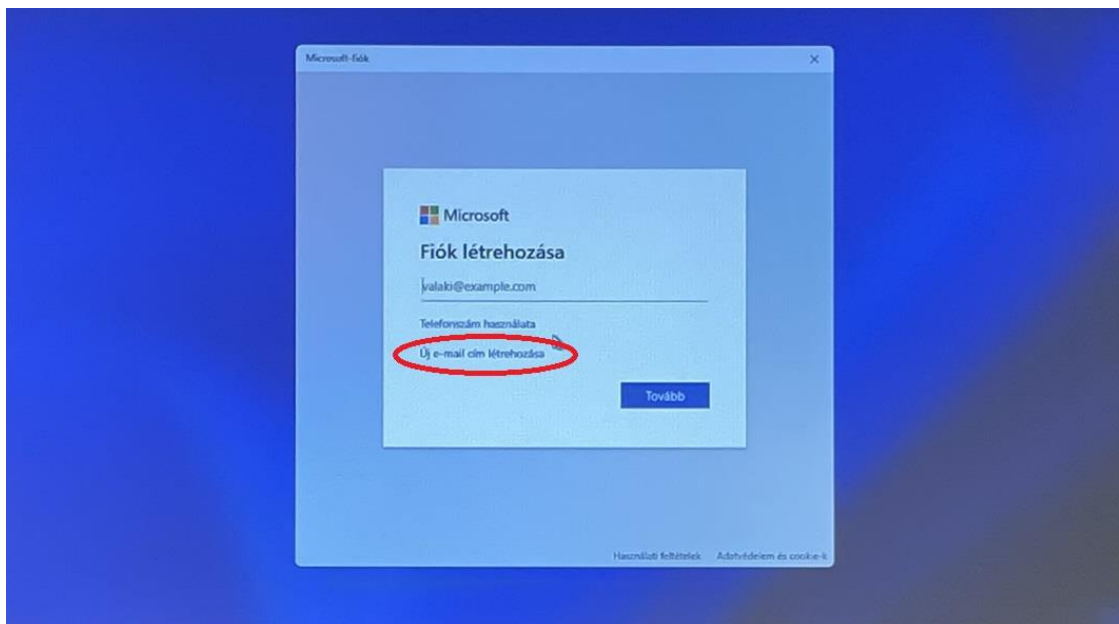 Microsoft-fiók
Microsoft
Fiók létrehozása
valaki@example.com
Telefonszám használata
Új e-mail cím létrehozása
Tovább
Használati feltételek Adatvédelem és cookie-k